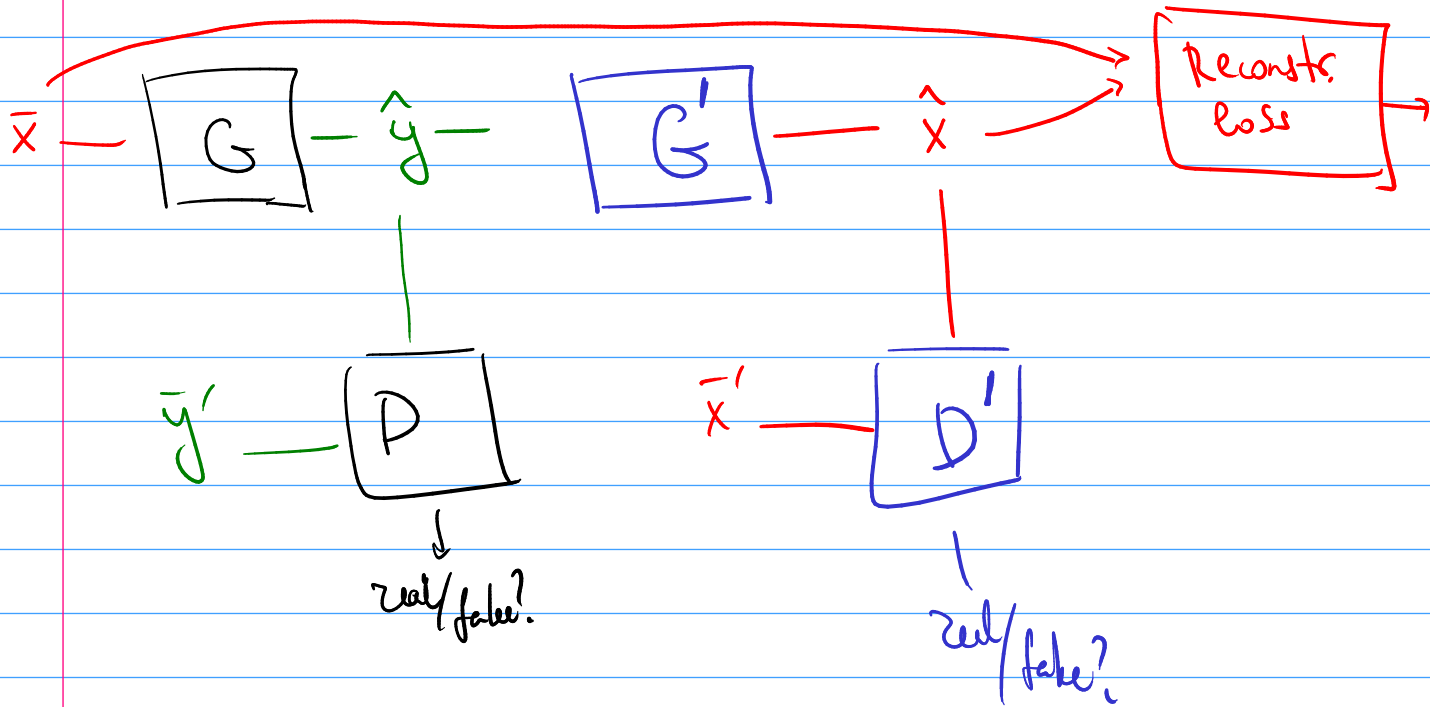 x̄ G ŷ G' x̂ Reconstr.
loss
ȳ' D x̄' D'
real/fake?
real/fake?